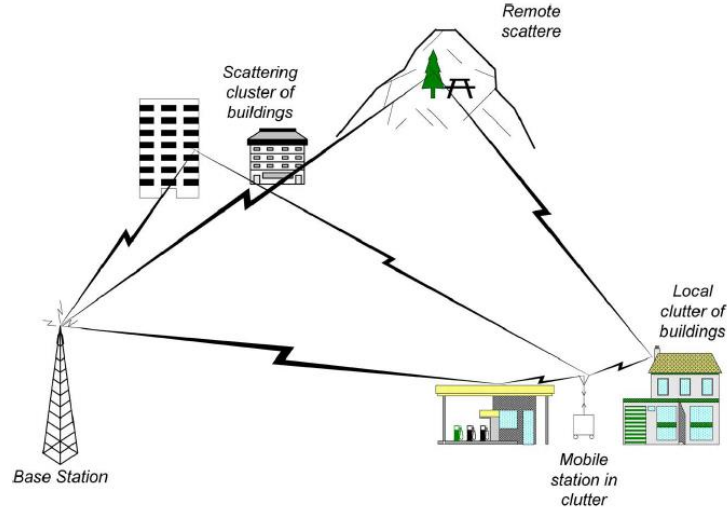 Remote
scattere
Scattering
cluster of
buildings
Local
clutter of
buildings
Base Station
Mobile
station in
clutter